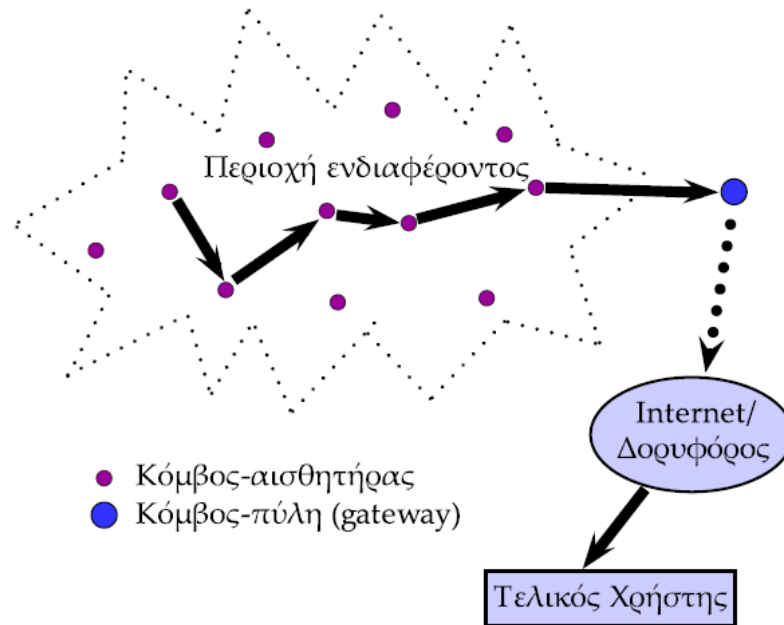 Περιοχή ενδιαφέροντος
Internet/
Δορυφόρος
Κόμβος-αισθητήρας
Κόμβος-πύλη (gateway)
Τελικός Χρήστης